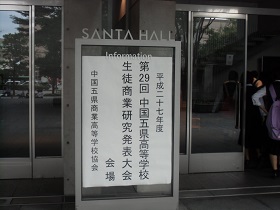 SANTA HALL
Information
平成二十七年度
第29回 中国五県高等学校
生徒商業研究発表大会
会場
中国五県商業高等学校協会